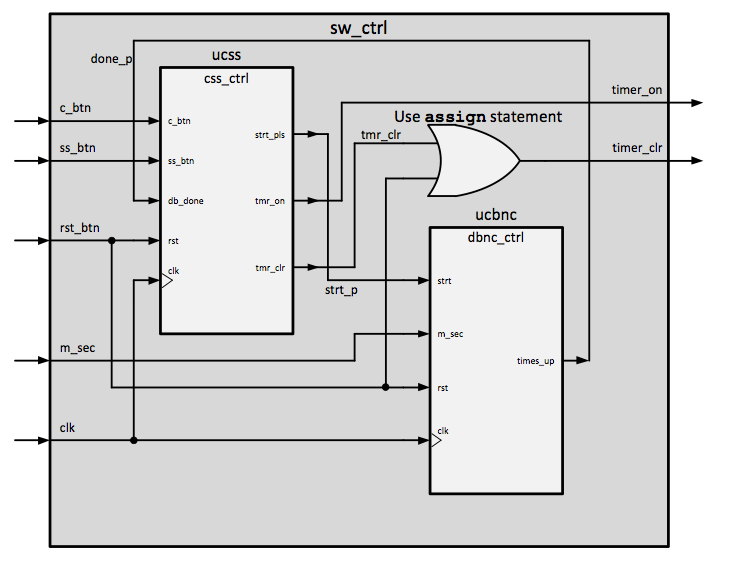 sw_ctrl
done_p
ucss
css_ctrl
timer_on
c_btn
c_btn
Use assign statement
strt_pls
tmr_clr
ss_btn
ss_btn
timer_clr
db_done
tmr_on
ucbnc
rst_btn
rst
dbnc_ctrl
clk
tmr_clr
strt_p
strt
m_sec
m_sec
times_up
rst
clk
clk